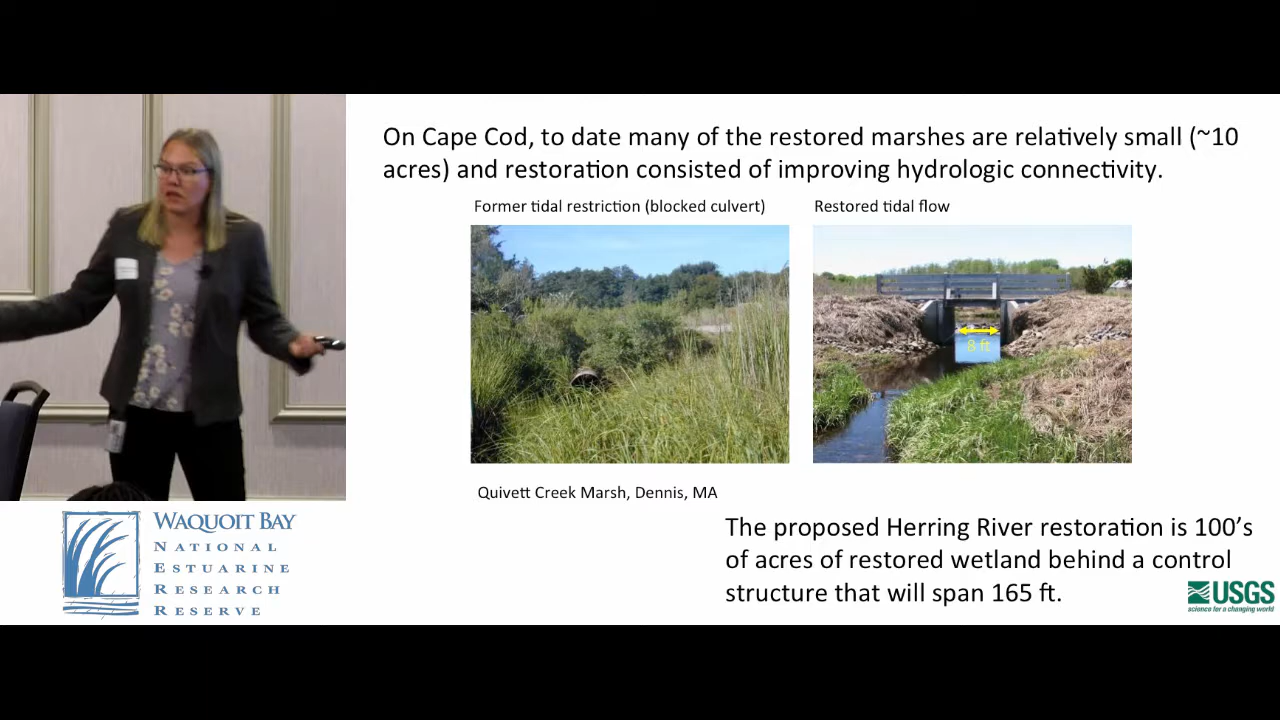 On Cape Cod, to date many of the restored marshes are relatively small (~10
acres) and restoration consisted of improving hydrologic connectivity.
Former tidal restriction (blocked culvert)
Restored tidal flow
8 ft
Quivett Creek Marsh, Dennis, MA
The proposed Herring River restoration is 100's
of acres of restored wetland behind a control
structure that will span 165 ft.
WAQUOIT BAY
NATIONAL
ESTUARINE
RESEARCH
RESERVE
USGS
science for a changing world